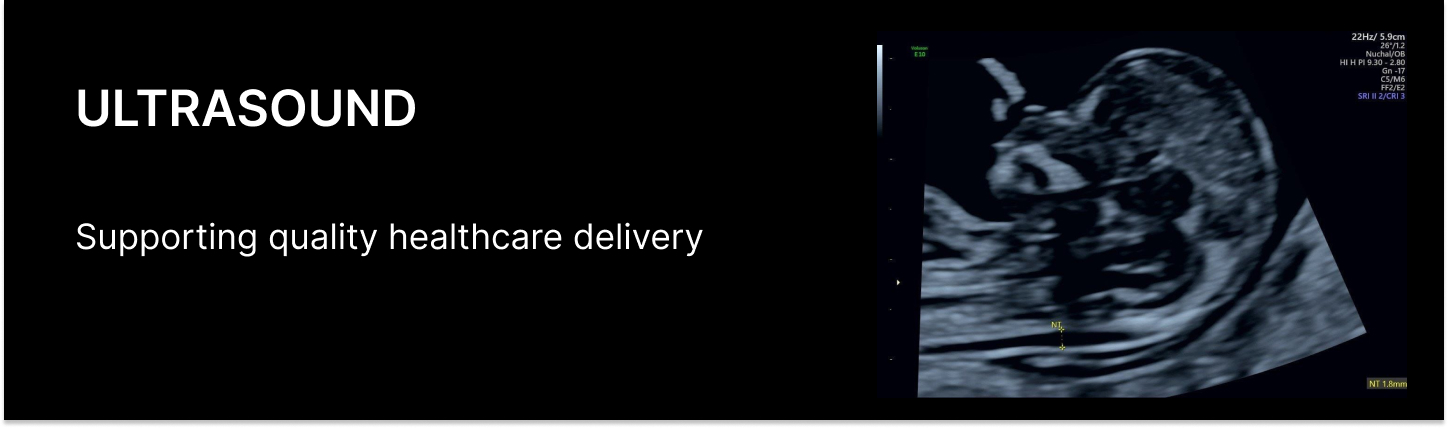 ULTRASOUND
Supporting quality healthcare delivery
Voluson
E10
22Hz/ 5.9cm
26°/1.2
Nuchal/OB
HI H PI 9.30 - 2.80
Gn -17
C5/M6
FF2/E2
SRI II 2/CRI 3
NT
NT 1.8mm